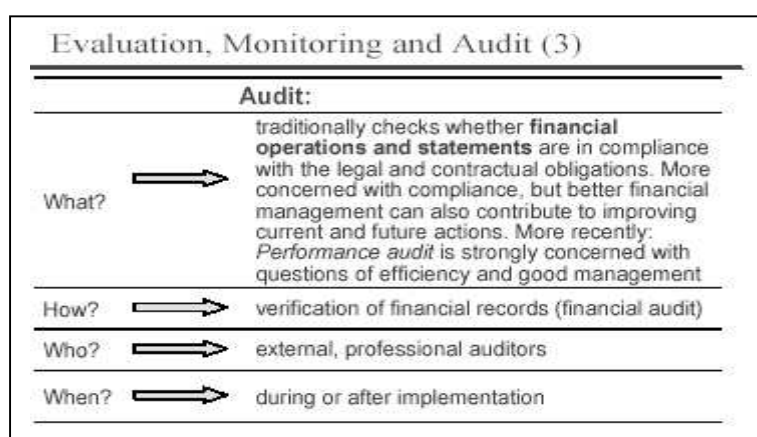 Evaluation, Monitoring and Audit (3)
Audit:
What?
traditionally checks whether financial
operations and statements are in compliance
with the legal and contractual obligations. More
concerned with compliance, but better financial
management can also contribute to improving
current and future actions. More recently:
Performance audit is strongly concerned with
questions of efficiency and good management
How? verification of financial records (financial audit)
Who? external, professional auditors
When? during or after implementation